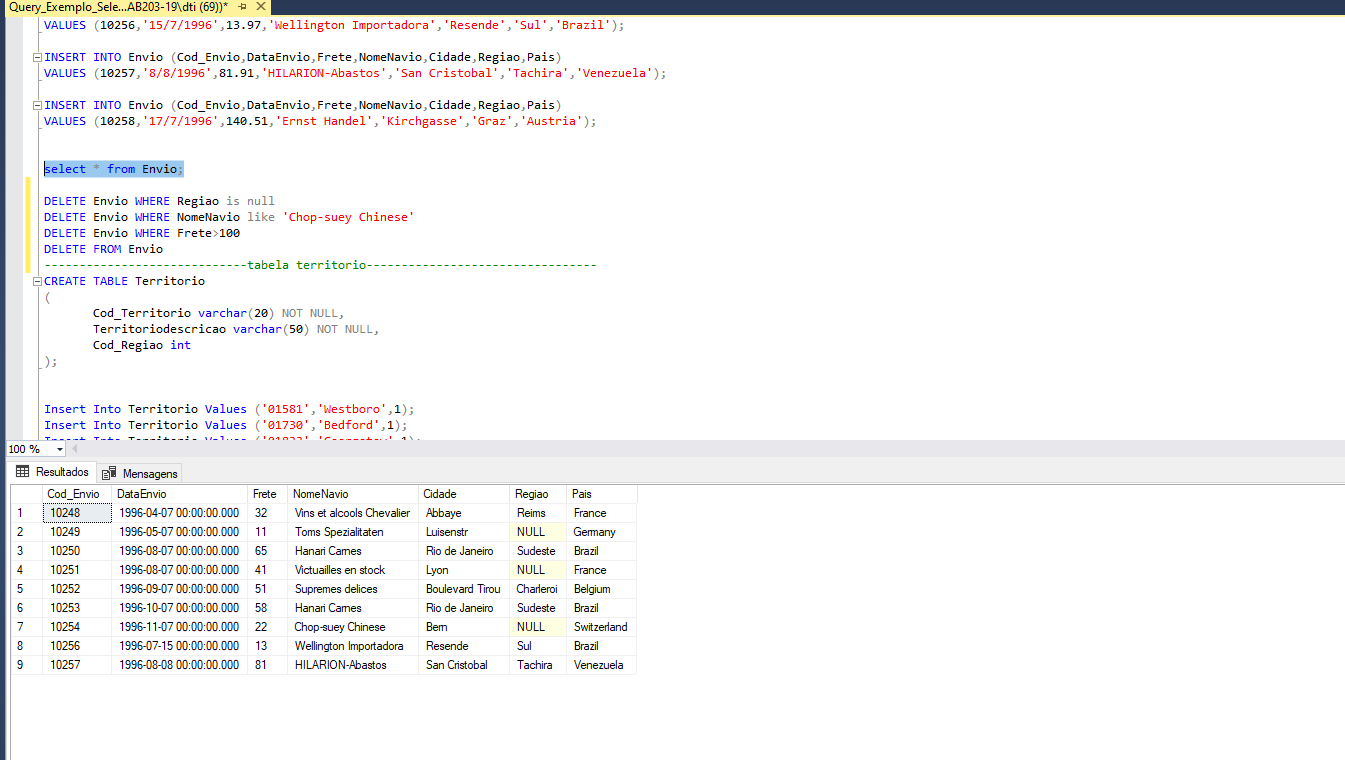 Query_Exemplo_Sele...AB203-19\dti (69))*
VALUES (10256,'15/7/1996',13.97,'Wellington Importadora','Resende','Sul','Brazil');
INSERT INTO Envio (Cod_Envio,DataEnvio,Frete,NomeNavio,Cidade,Regiao,Pais)
VALUES (10257,'8/8/1996',81.91,'HILARION-Abastos','San Cristobal','Tachira','Venezuela');
INSERT INTO Envio (Cod_Envio,DataEnvio,Frete,NomeNavio,Cidade,Regiao,Pais)
VALUES (10258,'17/7/1996',140.51,'Ernst Handel','Kirchgasse','Graz','Austria');
select * from Envio;
DELETE Envio WHERE Regiao is null
DELETE Envio WHERE NomeNavio like 'Chop-suey Chinese'
DELETE Envio WHERE Frete>100
DELETE FROM Envio
-----------------------------tabela territorio---------------------------------
CREATE TABLE Territorio
(
Cod_Territorio varchar(20) NOT NULL,
Territoriodescricao varchar(50) NOT NULL,
Cod_Regiao int
);
Insert Into Territorio Values ('01581','Westboro',1);
Insert Into Territorio Values ('01730','Bedford',1);
100 %
Resultados Mensagens
Cod_Envio DataEnvio Frete NomeNavio Cidade Regiao Pais
1 10248 1996-04-07 00:00:00.000 32 Vins et alcools Chevalier Abbaye Reims France
2 10249 1996-05-07 00:00:00.000 11 Toms Spezialitaten Luisenstr NULL Germany
3 10250 1996-08-07 00:00:00.000 65 Hanari Carnes Rio de Janeiro Sudeste Brazil
4 10251 1996-08-07 00:00:00.000 41 Victuailles en stock Lyon NULL France
5 10252 1996-09-07 00:00:00.000 51 Supremes delices Boulevard Tirou Charleroi Belgium
6 10253 1996-10-07 00:00:00.000 58 Hanari Carnes Rio de Janeiro Sudeste Brazil
7 10254 1996-11-07 00:00:00.000 22 Chop-suey Chinese Bern NULL Switzerland
8 10256 1996-07-15 00:00:00.000 13 Wellington Importadora Resende Sul Brazil
9 10257 1996-08-08 00:00:00.000 81 HILARION-Abastos San Cristobal Tachira Venezuela